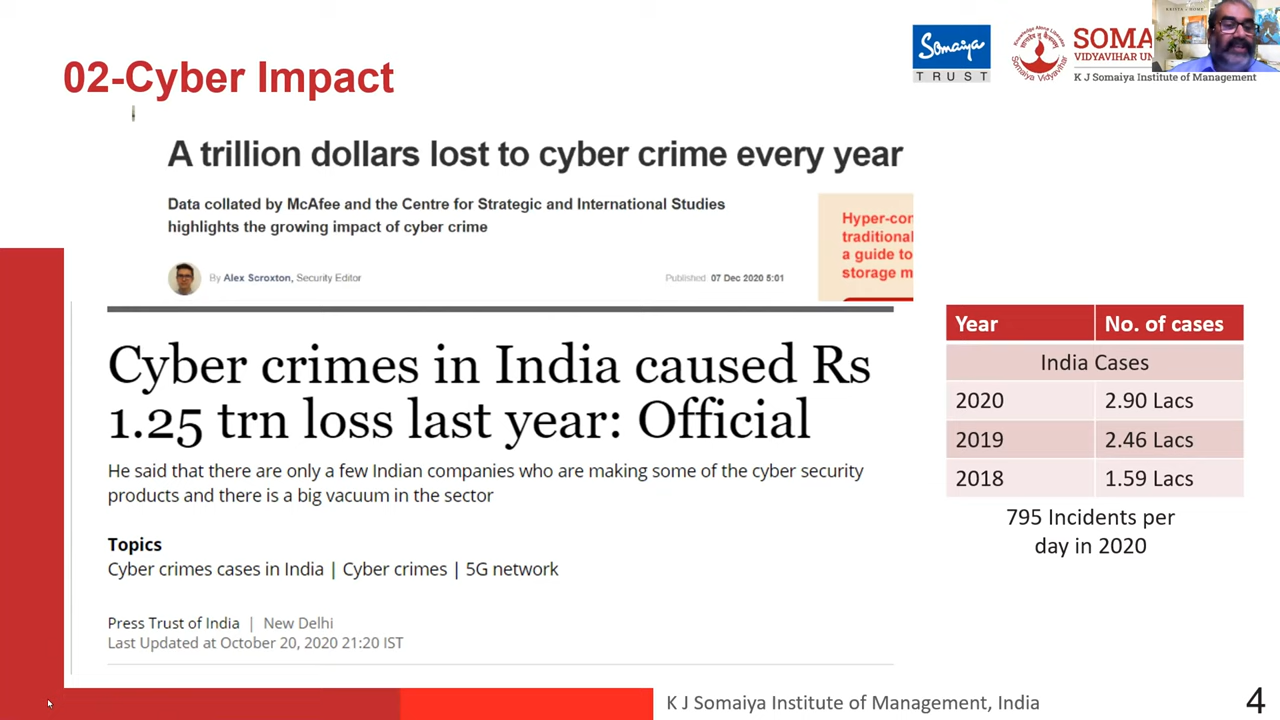 02-Cyber Impact
Somaiya
TRUST
Somaiya Vidyavihar
SOMA
VIDYAVIHAR UN
K J Somaiya Institute of Management
A trillion dollars lost to cyber crime every year
Data collated by McAfee and the Centre for Strategic and International Studies
highlights the growing impact of cyber crime
By Alex Scroxton, Security Editor
Published 07 Dec 2020 5:01
Hyper-con
traditional
a guide to
storage m
Cyber crimes in India caused Rs
1.25 trn loss last year: Official
He said that there are only a few Indian companies who are making some of the cyber security
products and there is a big vacuum in the sector
Topics
Cyber crimes cases in India | Cyber crimes | 5G network
Press Trust of India | New Delhi
Last Updated at October 20, 2020 21:20 IST
Year No. of cases
India Cases
2020 2.90 Lacs
2019 2.46 Lacs
2018 1.59 Lacs
795 Incidents per
day in 2020
K J Somaiya Institute of Management, India
4